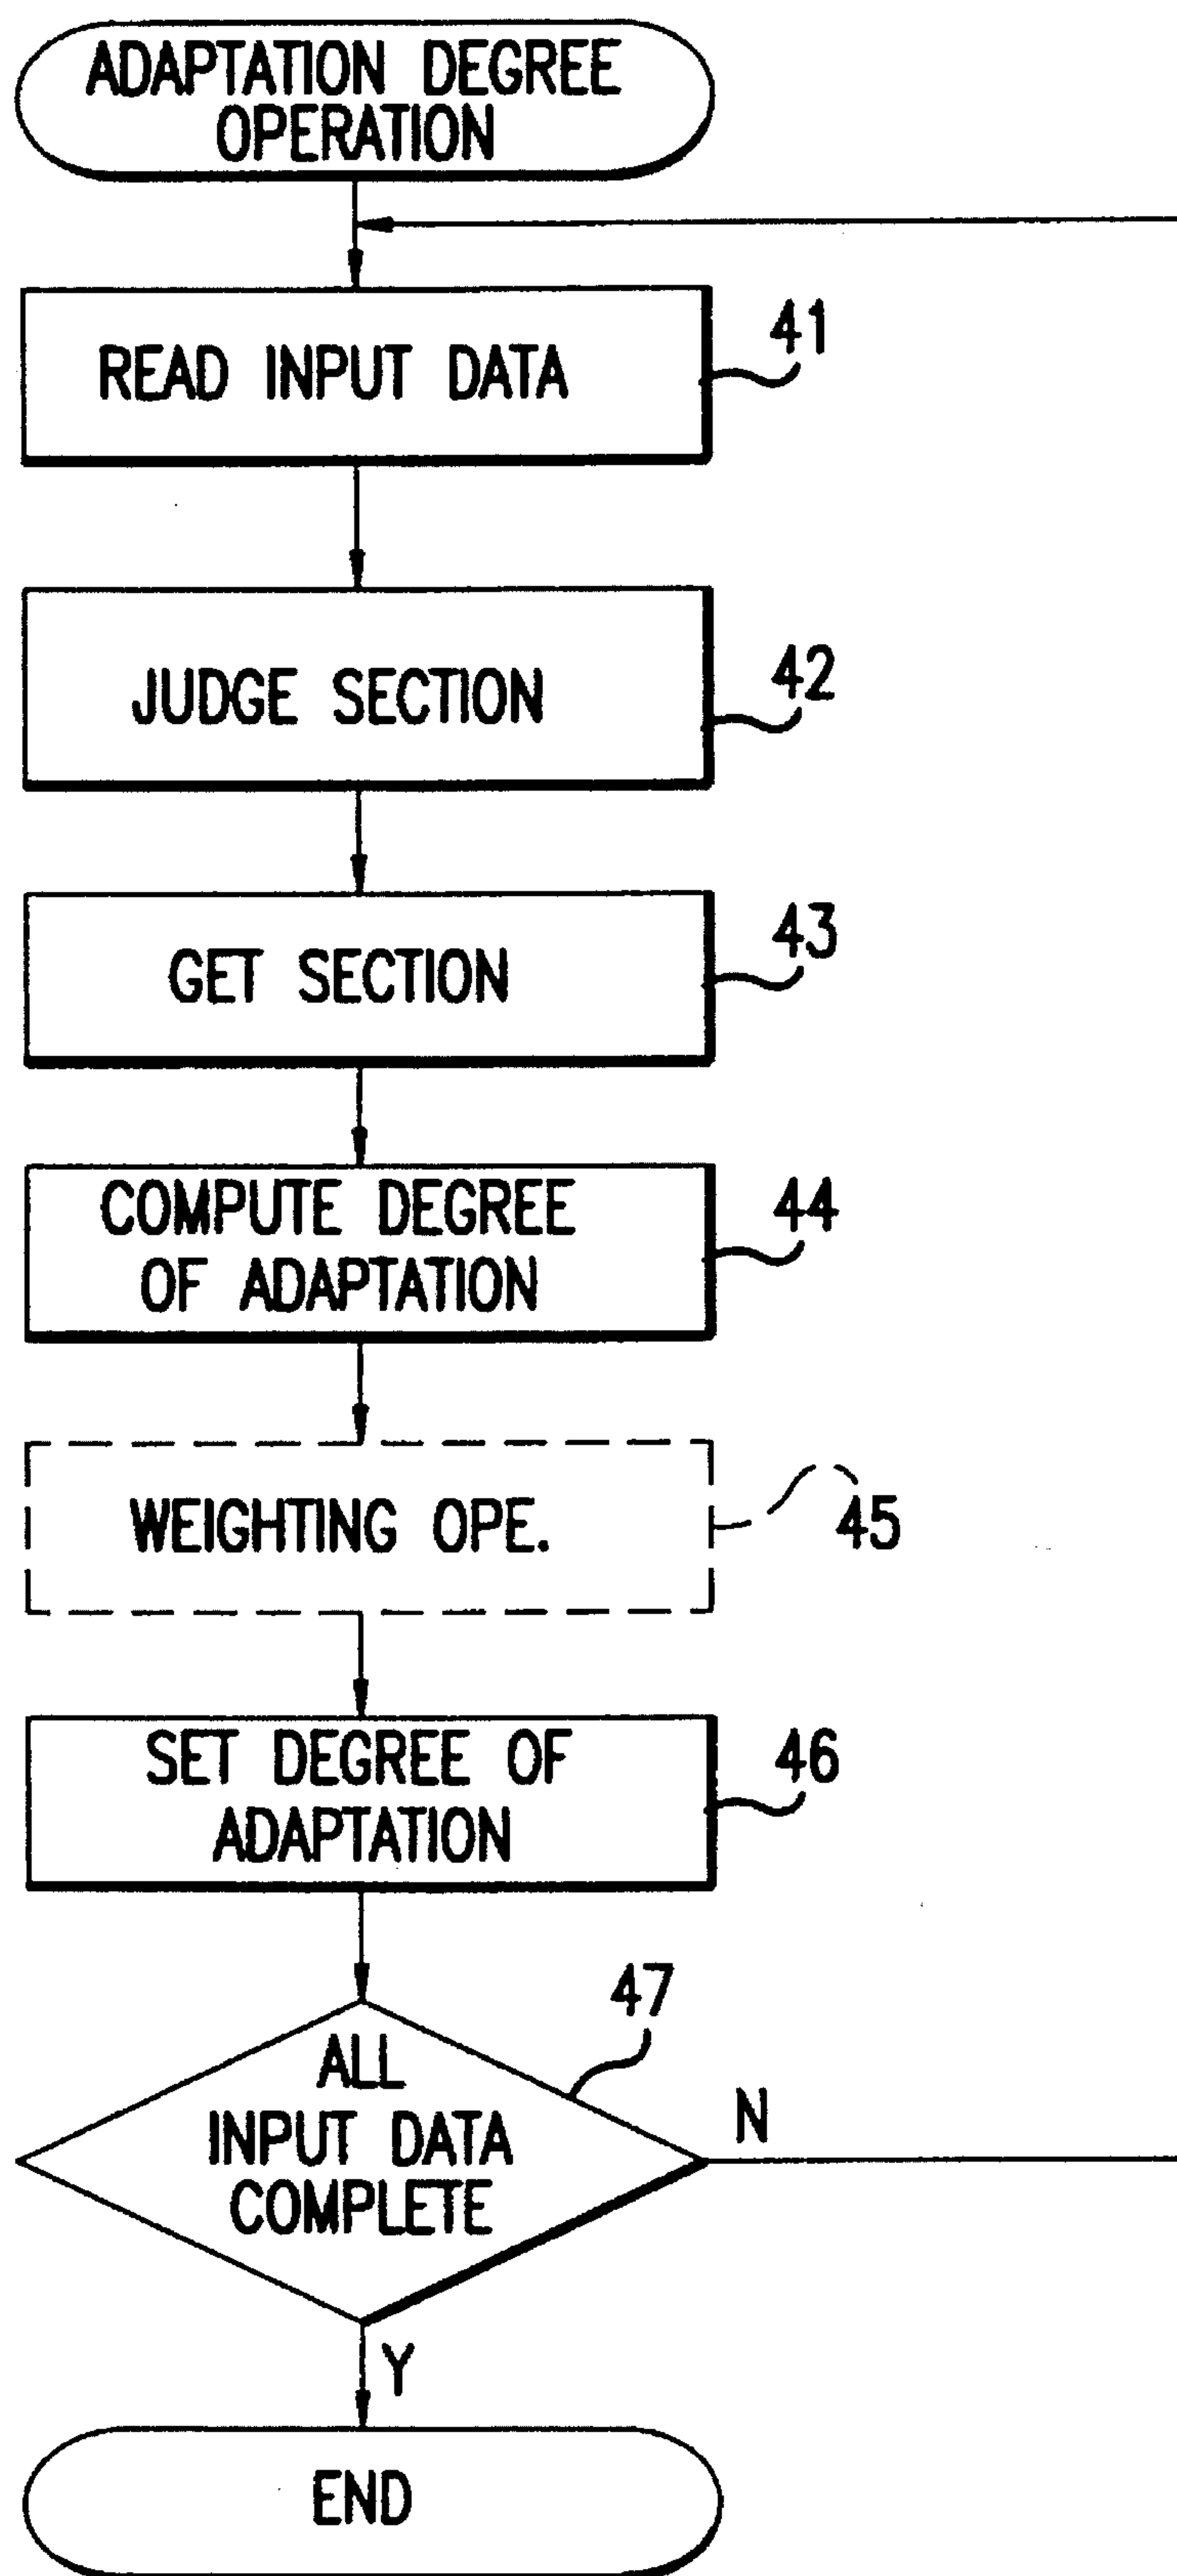 ADAPTATION DEGREE
OPERATION
READ INPUT DATA
41
JUDGE SECTION
42
GET SECTION
43
COMPUTE DEGREE
OF ADAPTATION
44
WEIGHTING OPE.
45
SET DEGREE OF
ADAPTATION
46
47
ALL
INPUT DATA
COMPLETE
N
Y
END